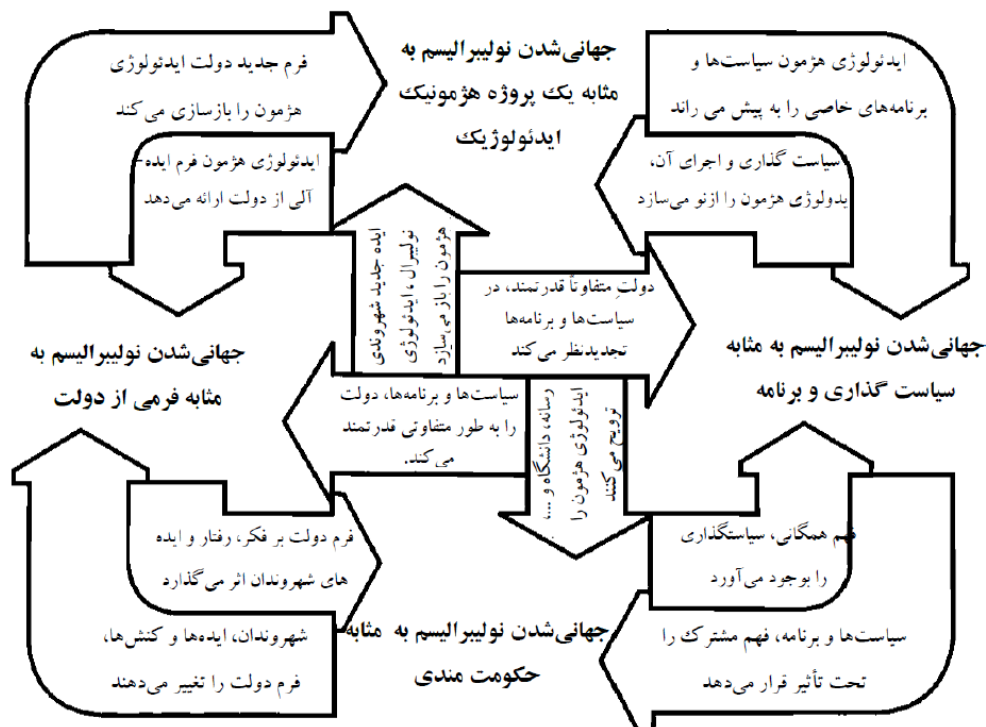 جهانی‌شدن نولیبرالیسم به
مثابه یک پروژه هژمونیک
ایدئولوژیک
ایدئولوژی هژمون سیاست‌ها و
برنامه‌های خاصی را به پیش می راند
سیاست گذاری و اجرای آن،
یدولوژی هژمون را ازنو می‌سازد
فرم جدید دولت ایدئولوژی
هژمون را بازسازی می‌کند
ایدئولوژی هژمون فرم ایده-
آلی از دولت ارائه می‌دهد
ایده جدید شهروندی
نولیبرال، ایدئولوژی
هژمون را باز می‌سازد
دولتِ متفاوتاً قدرتمند، در
سیاست‌ها و برنامه‌ها
تجدیدنظر می‌کند
جهانی‌شدن نولیبرالیسم به مثابه
سیاست گذاری و برنامه
جهانی‌شدن نولیبرالیسم به
مثابه فرمی از دولت
سیاست‌ها و برنامه‌ها، دولت
را به طور متفاوتی قدرتمند
می‌کند.
رسانه، دانشگاه و ...،
ایدئولوژی هژمون را
ترویج می کنند
فهم همگانی، سیاستگذاری
را بوجود می‌آورد
سیاست‌ها و برنامه، فهم مشترک را
تحت تأثیر قرار می‌دهد
فرم دولت بر فکر، رفتار و ایده
های شهروندان اثر می‌گذارد
شهروندان، ایده‌ها و کنش‌ها،
فرم دولت را تغییر می‌دهند
جهانی‌شدن نولیبرالیسم به مثابه
حکومت مندی